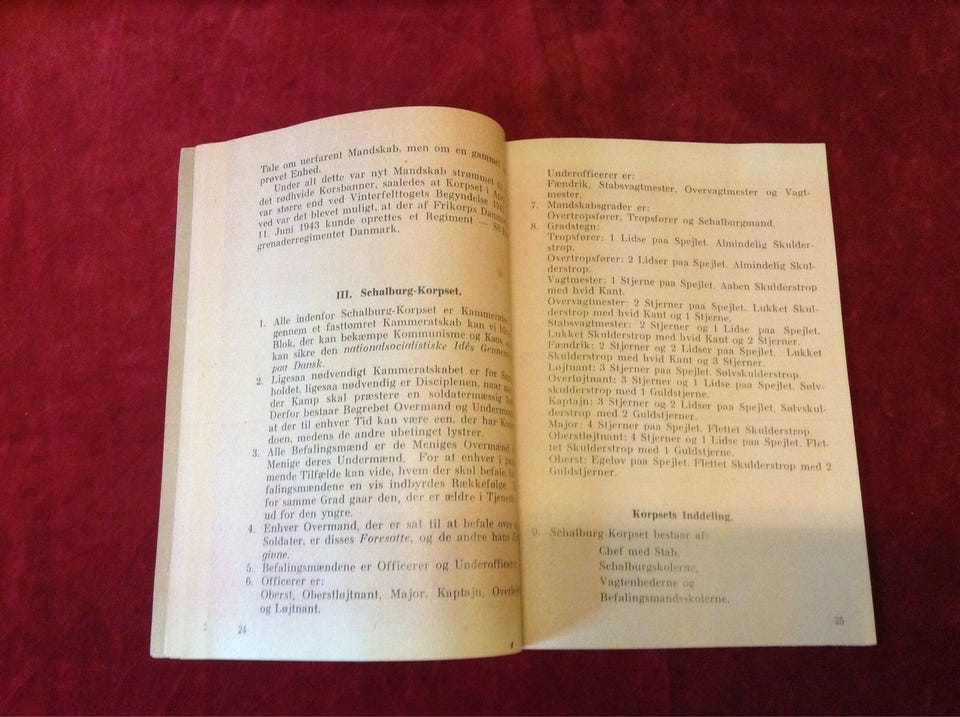 Tale om uerfarent Mandskab, men om en gammel
prøvet Enhed.
Under alt dette var nyt Mandskab strømmet
det rødhvide Korsbanner, saaledes at Korpset i
var større end ved Vinterfelttogets Begyndelse
ved var det blevet muligt, at der af Frikorps
11. Juni 1943 kunde oprettes et Regiment —
grenaderregimentet Danmark.
III. Schalburg-Korpset.
1. Alle indenfor Schalburg-Korpset er
gennem et fasttømret Kammeratskab kan vi
Blok, der kan bekæmpe Kommunisme og Kaos,
kan sikre den nationalsocialistiske Idés
paa Dansk.
2. Ligesaa nødvendigt Kammeratskabet er for
holdet, ligesaa nødvendig er Disciplinen, naar
der Kamp skal præstere en soldatermæssig
Derfor bestaar Begrebet Overmand og
at der til enhver Tid kan være een, der har
doen, medens de andre ubetinget lystrer.
3. Alle Befalingsmænd er de Meniges Overmænd
Menige deres Undermænd. For at enhver i
mende Tilfælde kan vide, hvem der skal befale,
falingsmændene en vis indbyrdes Rækkefølge.
for samme Grad gaar den, der er ældre i
ud for den yngre.
4. Enhver Overmand, der er sat til at befale over
Soldater, er disses Foresatte, og de andre hans
givne.
5. Befalingsmændene er Officerer og Underofficerer.
6. Officerer er:
Oberst, Oberstløjtnant, Major, Kaptajn,
og Løjtnant.
24
Underofficerer er:
Fændrik, Stabsvagtmester, Overvagtmester og Vagt-
mester.
7. Mandskabsgrader er:
Overtropsfører, Tropsfører og Schalburgmand.
8. Gradstegn:
Tropsfører: 1 Lidse paa Spejlet. Almindelig Skulder-
strop.
Overtropsfører: 2 Lidser paa Spejlet. Almindelig Skul-
derstrop.
Vagtmester: 1 Stjerne paa Spejlet. Aaben Skulderstrop
med hvid Kant.
Overvagtmester: 2 Stjerner paa Spejlet. Lukket Skul-
derstrop med hvid Kant og 1 Stjerne.
Stabsvagtmester: 2 Stjerner og 1 Lidse paa Spejlet.
Lukket Skulderstrop med hvid Kant og 2 Stjerner.
Fændrik: 2 Stjerner og 2 Lidser paa Spejlet. Lukket
Skulderstrop med hvid Kant og 3 Stjerner.
Løjtnant: 3 Stjerner paa Spejlet. Sølvskulderstrop.
Overløjtnant: 3 Stjerner og 1 Lidse paa Spejlet. Sølv-
skulderstrop med 1 Guldstjerne.
Kaptajn: 3 Stjerner og 2 Lidser paa Spejlet. Sølvskul-
derstrop med 2 Guldstjerner.
Major: 4 Stjerner paa Spejlet. Flettet Skulderstrop.
Oberstløjtnant: 4 Stjerner og 1 Lidse paa Spejlet. Flet-
tet Skulderstrop med 1 Guldstjerne.
Oberst: Egeløv paa Spejlet. Flettet Skulderstrop med 2
Guldstjerner.
Korpsets Inddeling.
9. Schalburg-Korpset bestaar af:
Chef med Stab,
Schalburgskolerne,
Vagtenhederne og
Befalingsmandsskolerne.
25